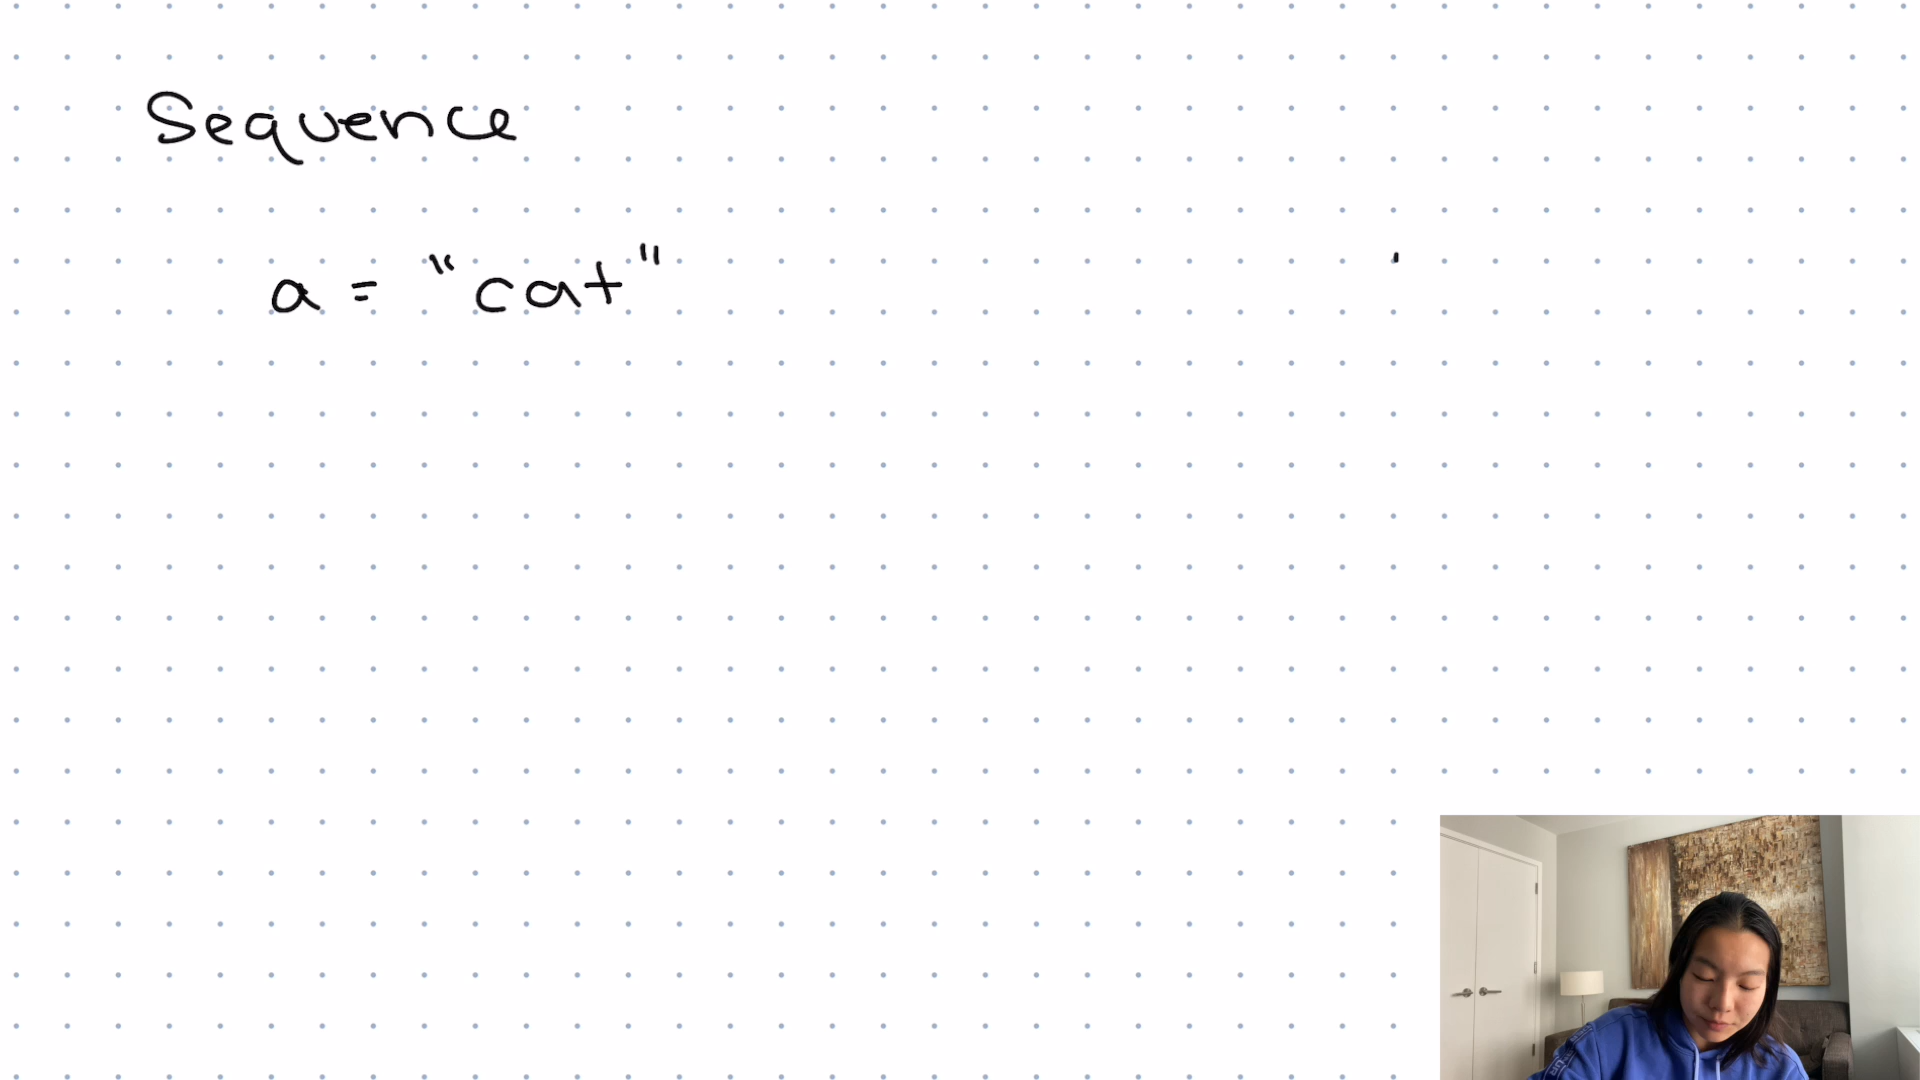 Sequence
a = "cat"